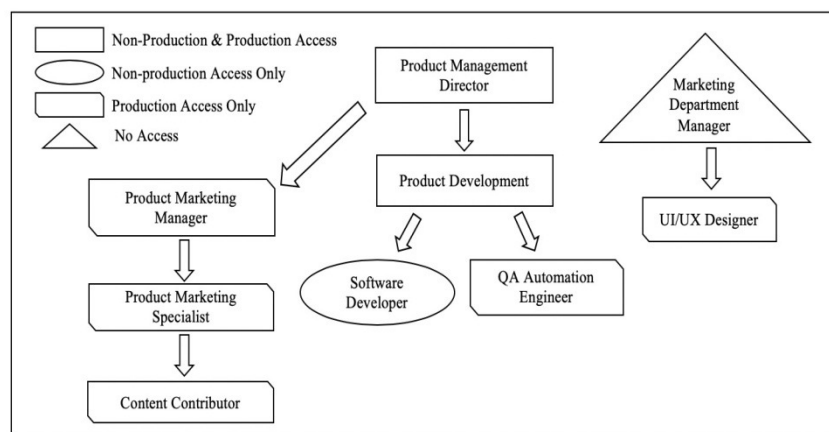 Non-Production & Production Access
Non-production Access Only
Production Access Only
No Access
Product Management
Director
Marketing
Department
Manager
Product Development
Product Marketing
Manager
UI/UX Designer
Software
Developer
QA Automation
Engineer
Product Marketing
Specialist
Content Contributor